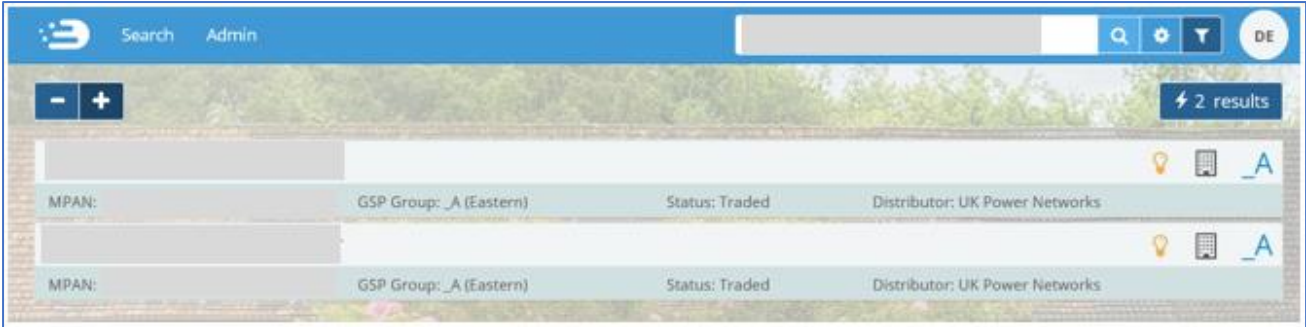 Search Admin DE
2 results
_A
MPAN: GSP Group: _A (Eastern) Status: Traded Distributor: UK Power Networks
_A
MPAN: GSP Group: _A (Eastern) Status: Traded Distributor: UK Power Networks